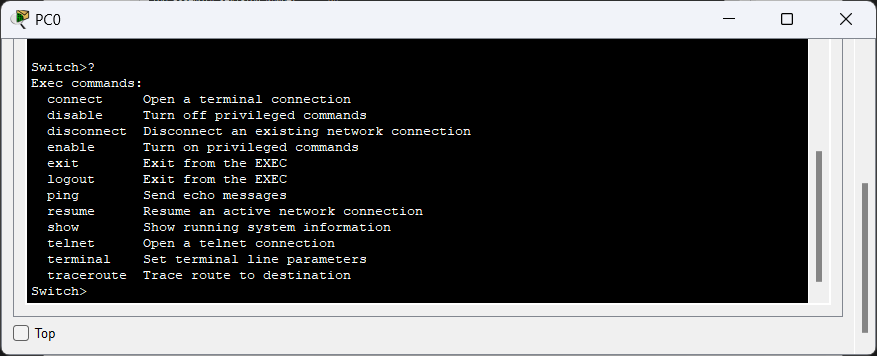 PC0
Switch>?
Exec commands:
  connect     Open a terminal connection
  disable     Turn off privileged commands
  disconnect  Disconnect an existing network connection
  enable      Turn on privileged commands
  exit        Exit from the EXEC
  logout      Exit from the EXEC
  ping        Send echo messages
  resume      Resume an active network connection
  show        Show running system information
  telnet      Open a telnet connection
  terminal    Set terminal line parameters
  traceroute  Trace route to destination
Switch>
Top